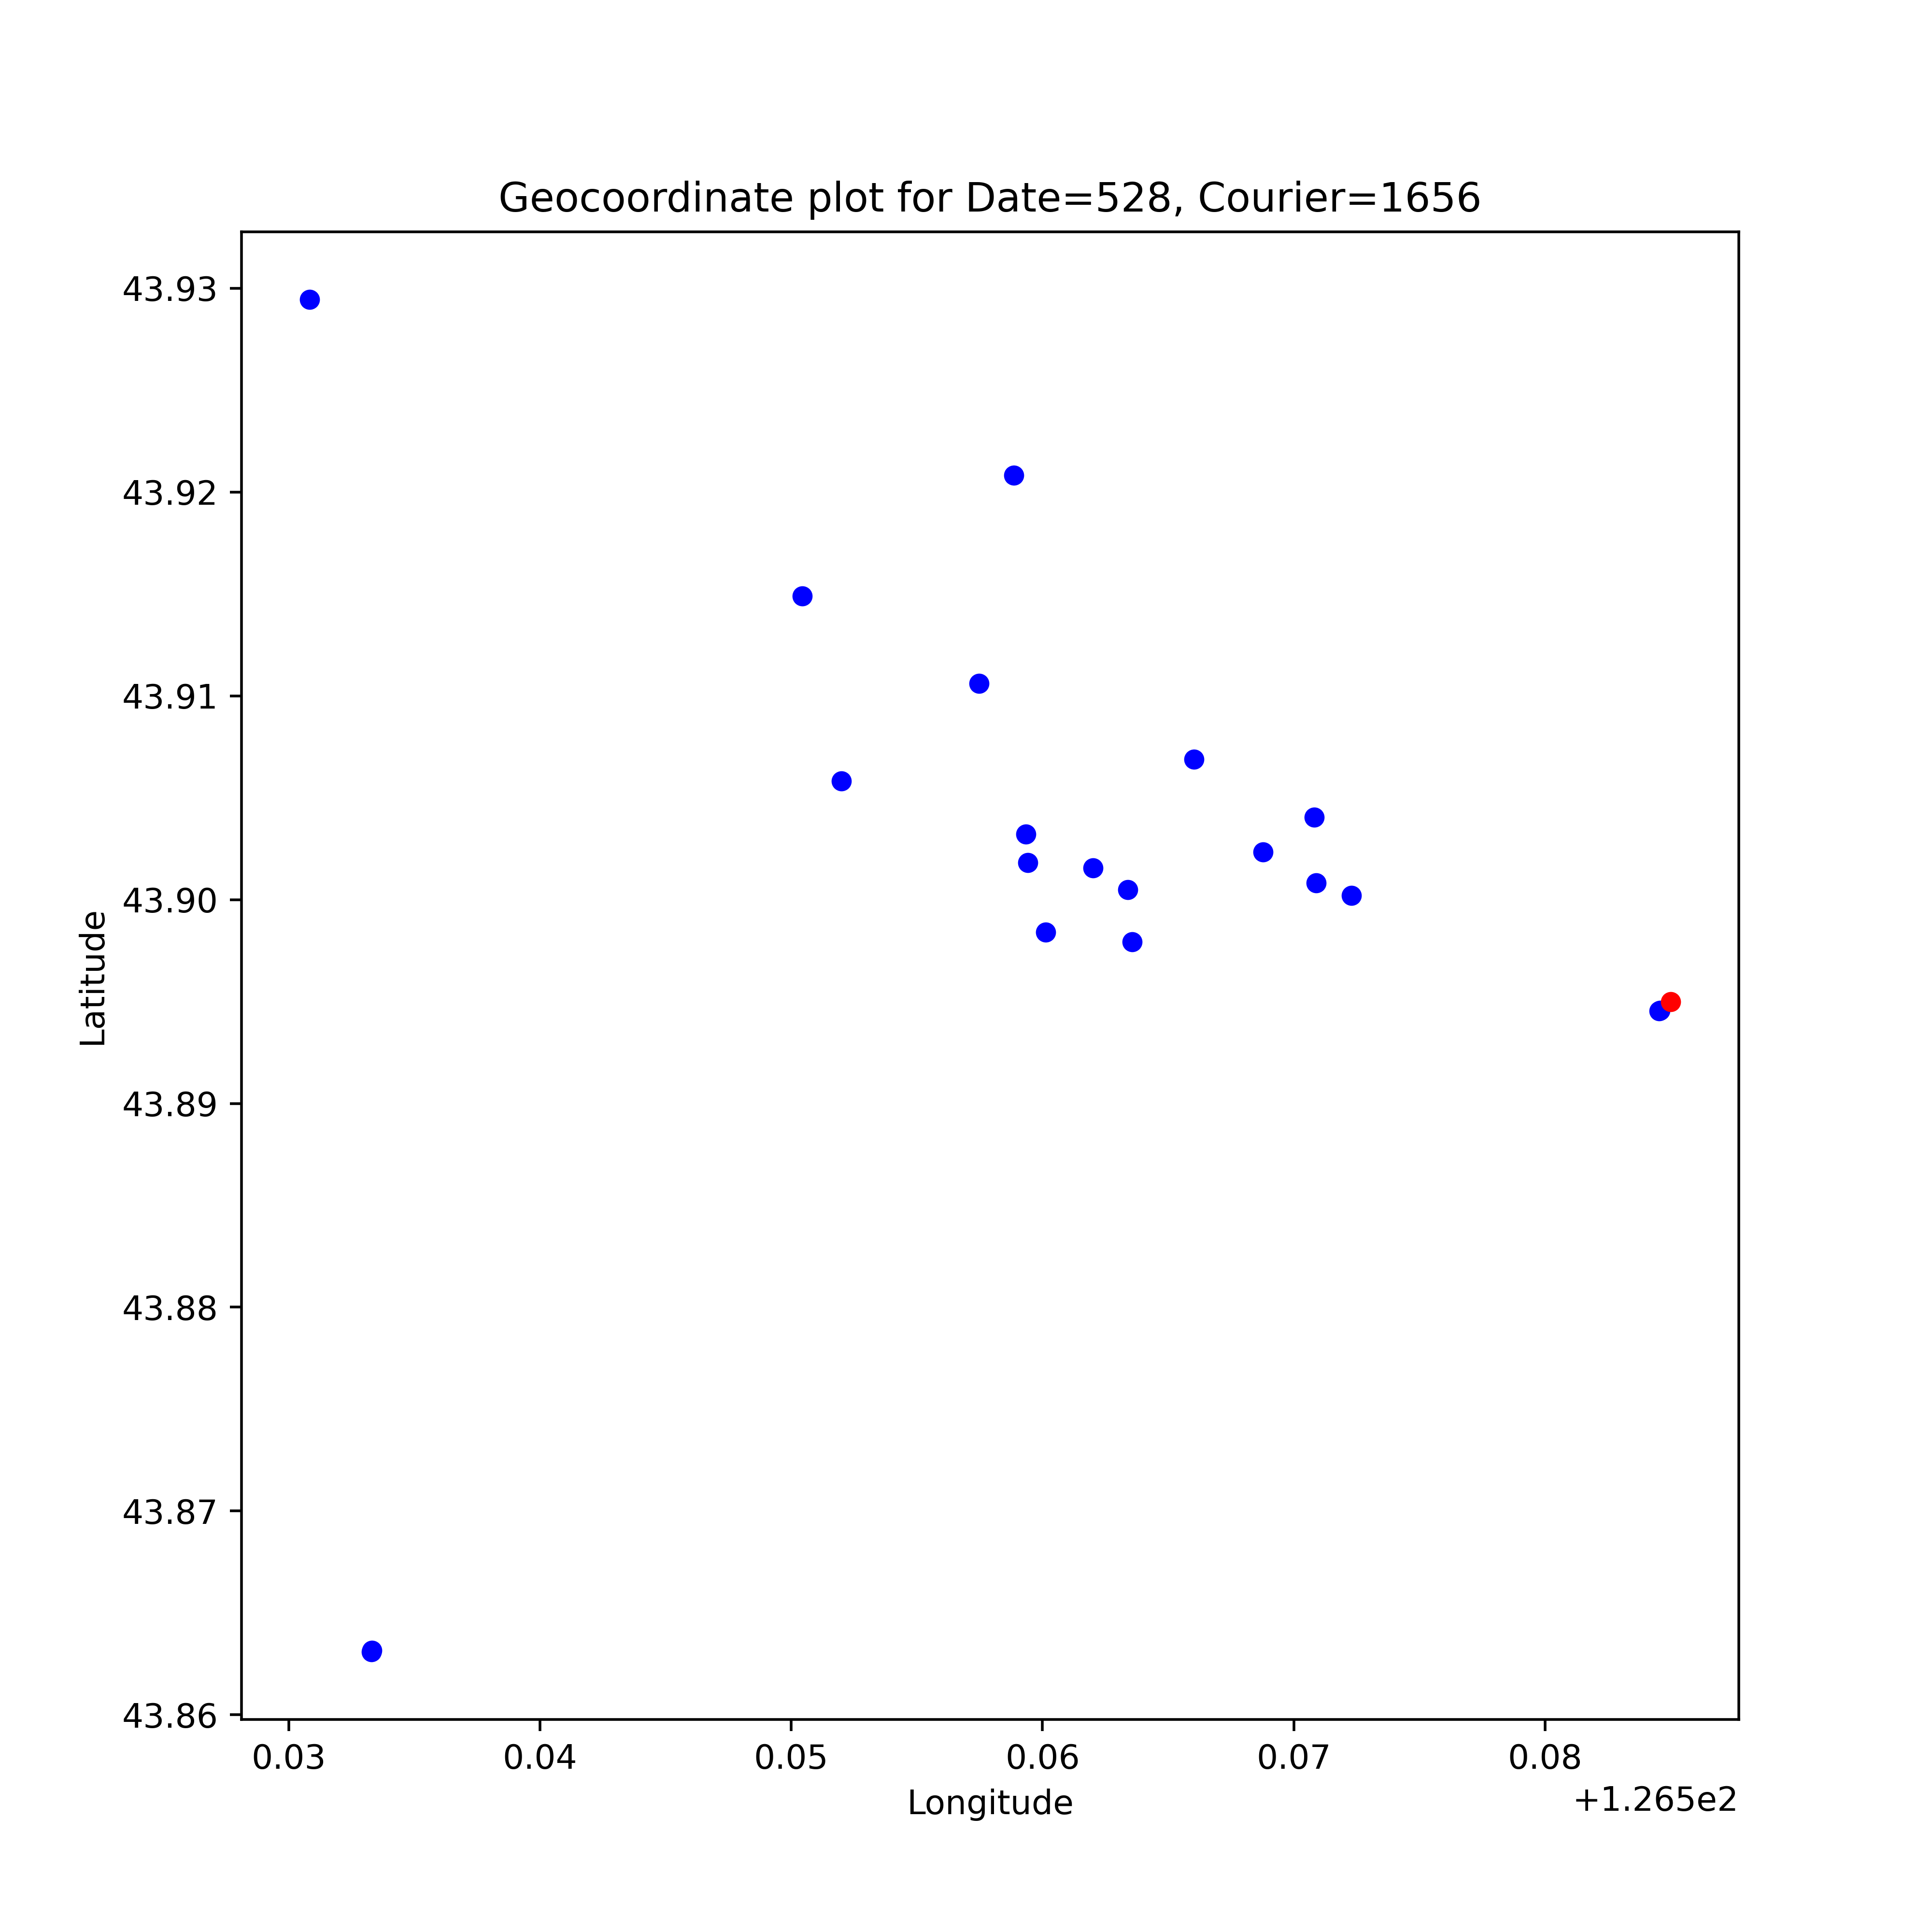 Geocoordinate plot for Date=528, Courier=1656
43.93
43.92
43.91
43.90
43.89
43.88
43.87
43.86
Latitude
0.03 0.04 0.05 0.06 0.07 0.08
+1.265e2
Longitude